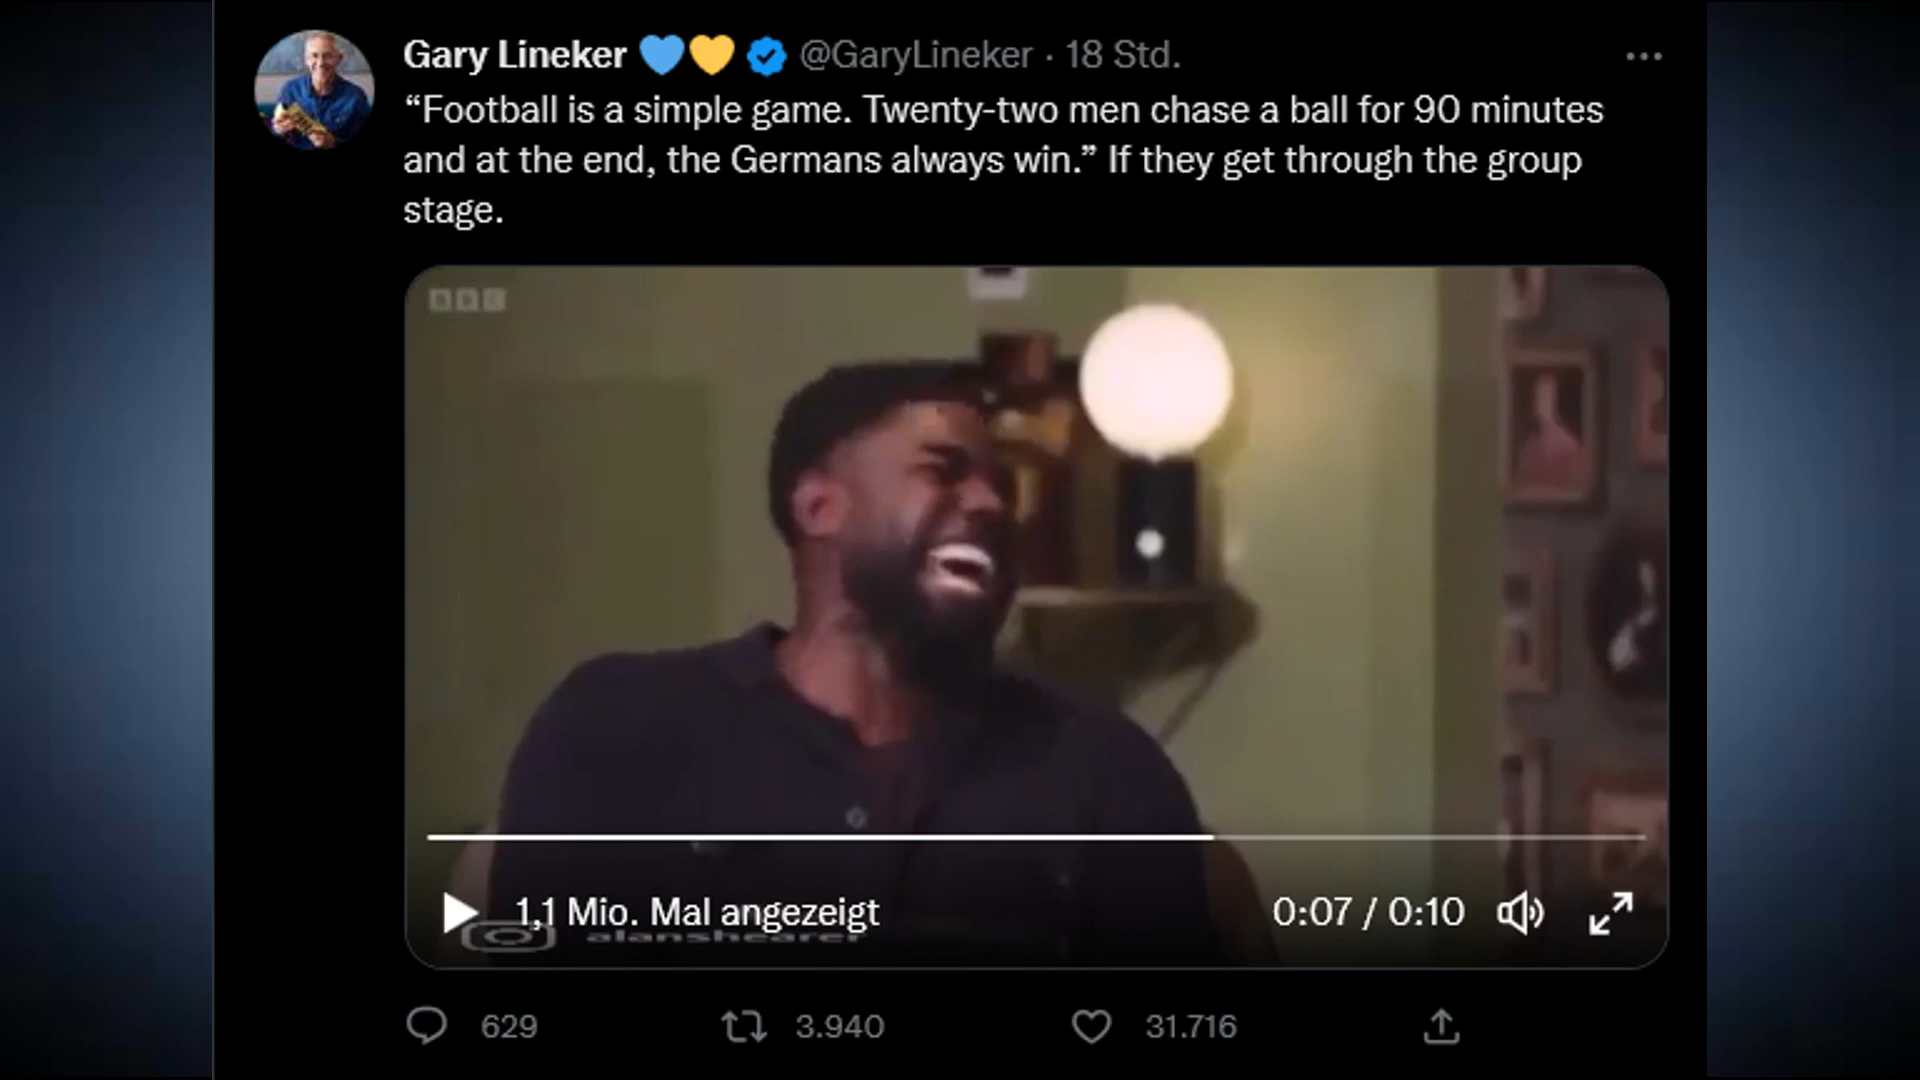 Gary Lineker @GaryLineker · 18 Std.
“Football is a simple game. Twenty-two men chase a ball for 90 minutes
and at the end, the Germans always win.” If they get through the group
stage.
BBC
1,1 Mio. Mal angezeigt 0:07 / 0:10
alanshearer
629 3.940 31.716